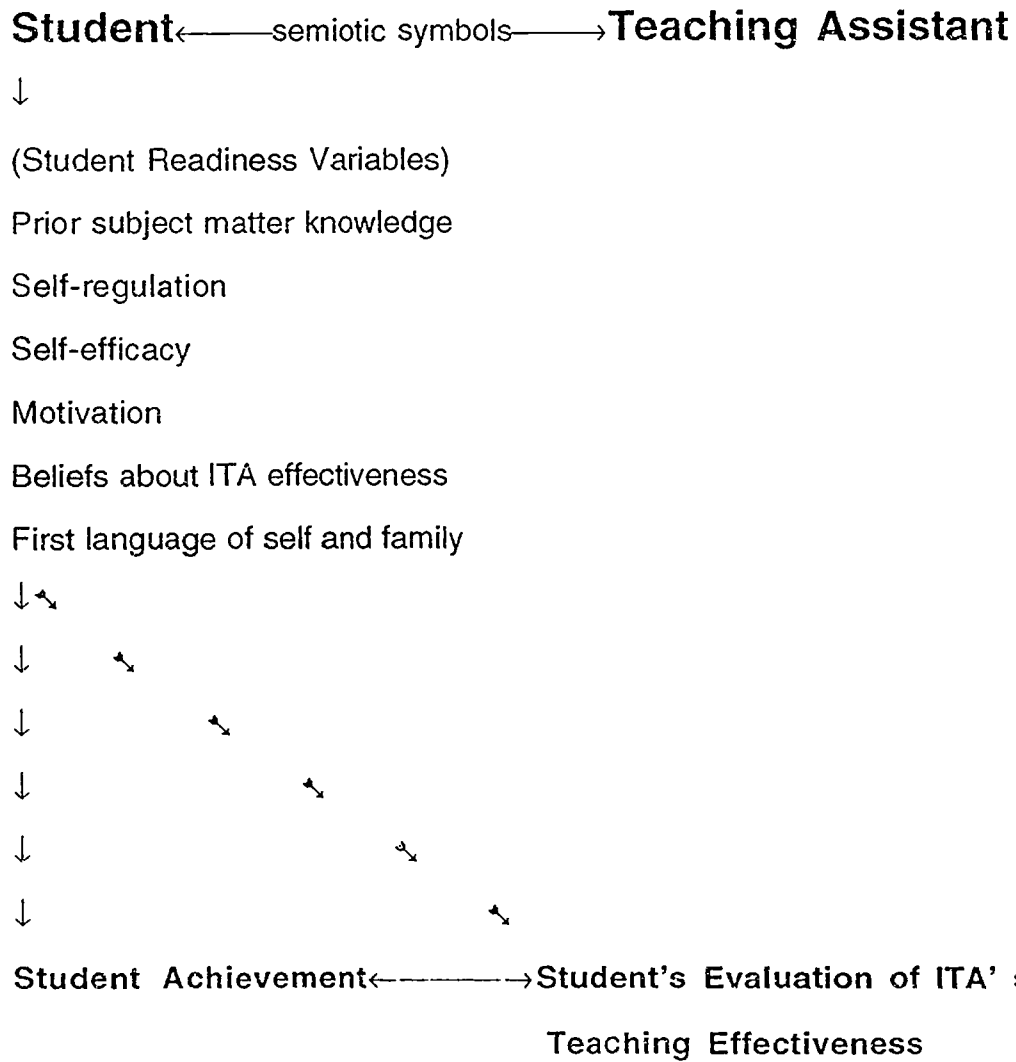 Student←——semiotic symbols——→Teaching Assistant
↓
(Student Readiness Variables)
Prior subject matter knowledge
Self-regulation
Self-efficacy
Motivation
Beliefs about ITA effectiveness
First language of self and family
↓ ↘
↓ ↘
↓ ↘
↓ ↘
↓ ↘
↓ ↘
Student Achievement←-----→Student's Evaluation of ITA'
Teaching Effectiveness